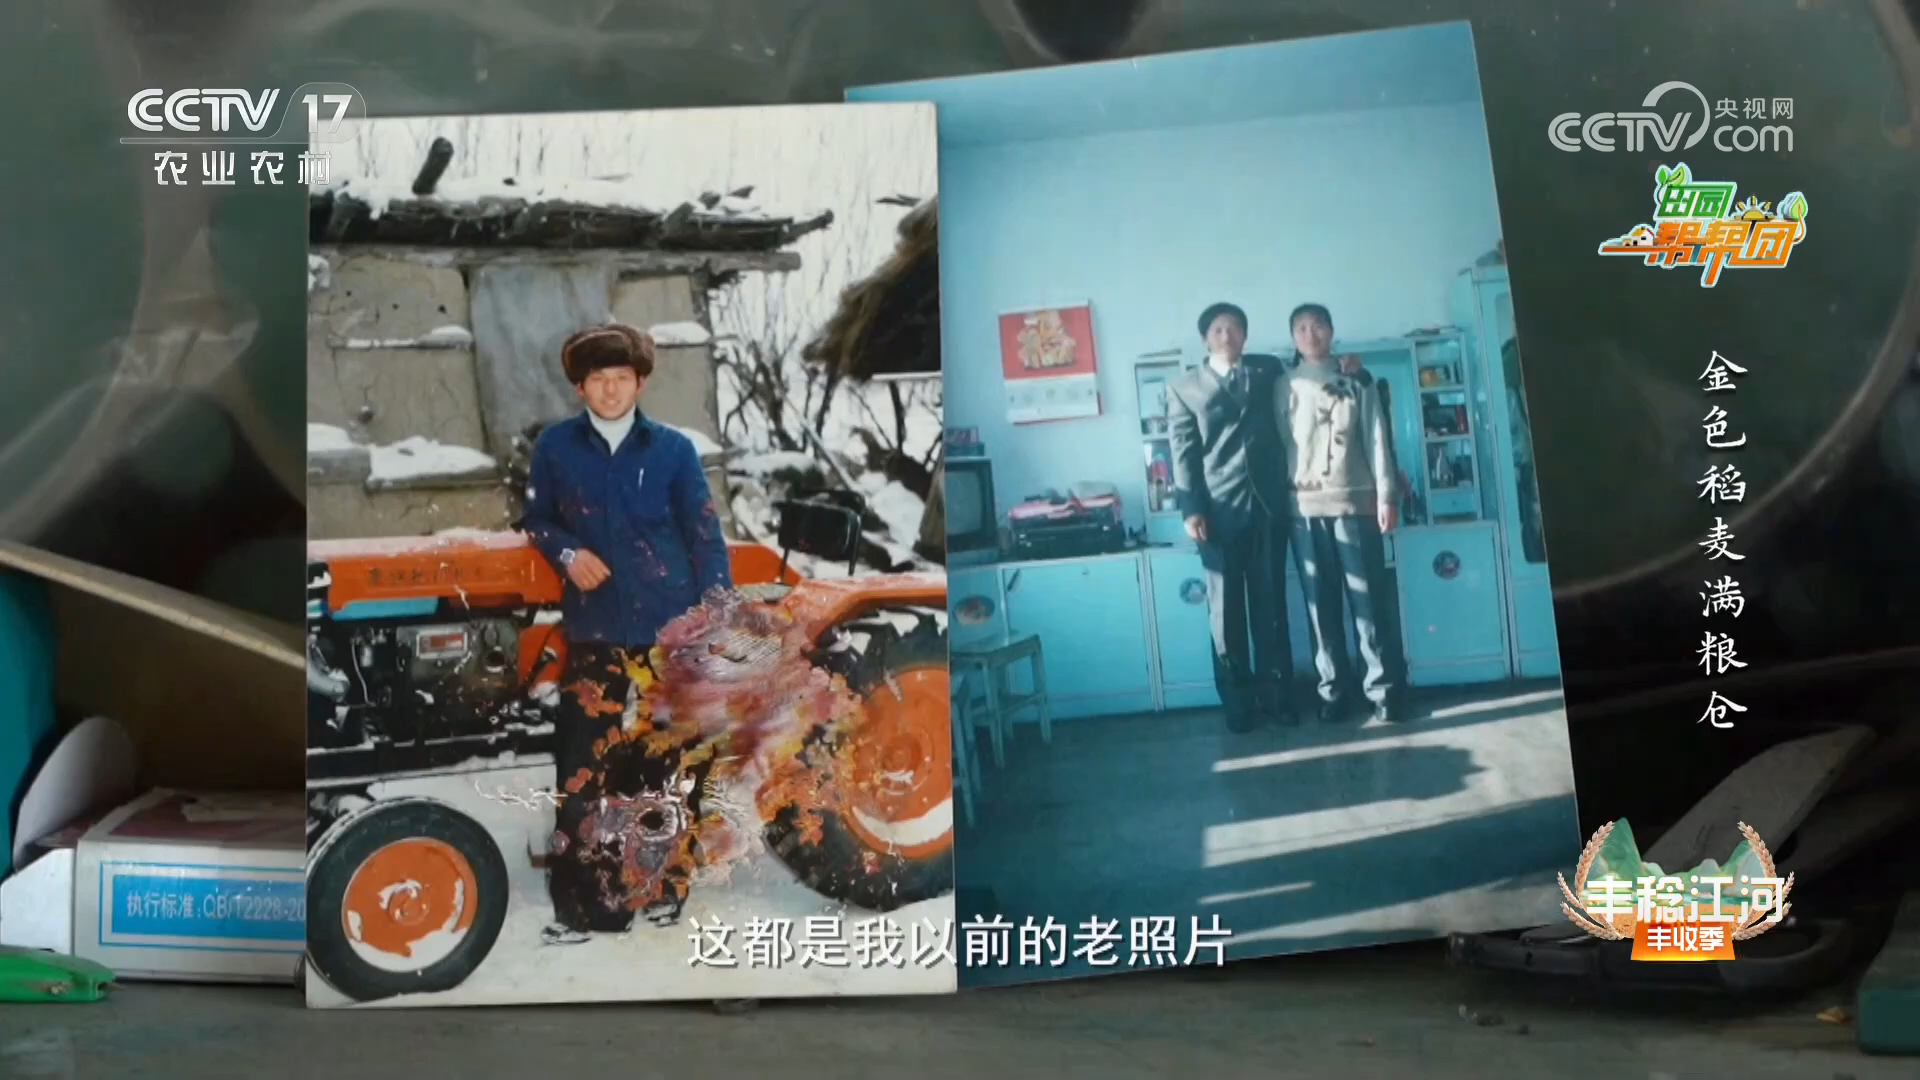 CCTV 17
农业农村
CCTV 央视网
com
田园
帮帮团
金色稻麦满粮仓
执行标准:QB/T2228-20
丰稔江河
丰收季
这都是我以前的老照片